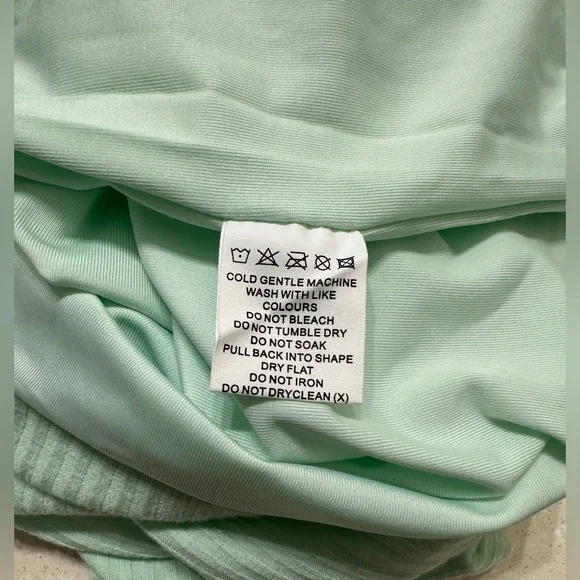 COLD GENTLE MACHINE
WASH WITH LIKE
COLOURS
DO NOT BLEACH
DO NOT TUMBLE DRY
DO NOT SOAK
PULL BACK INTO SHAPE
DRY FLAT
DO NOT IRON
DO NOT DRYCLEAN (X)